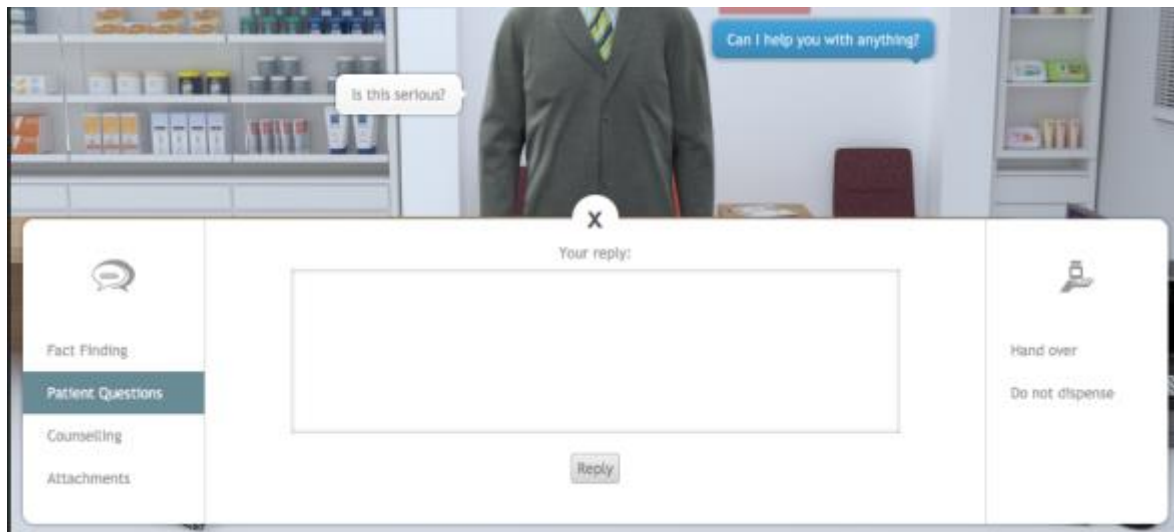 Can I help you with anything?
Is this serious?
X
Your reply:
Fact Finding
Patient Questions
Counselling
Attachments
Reply
Hand over
Do not dispense